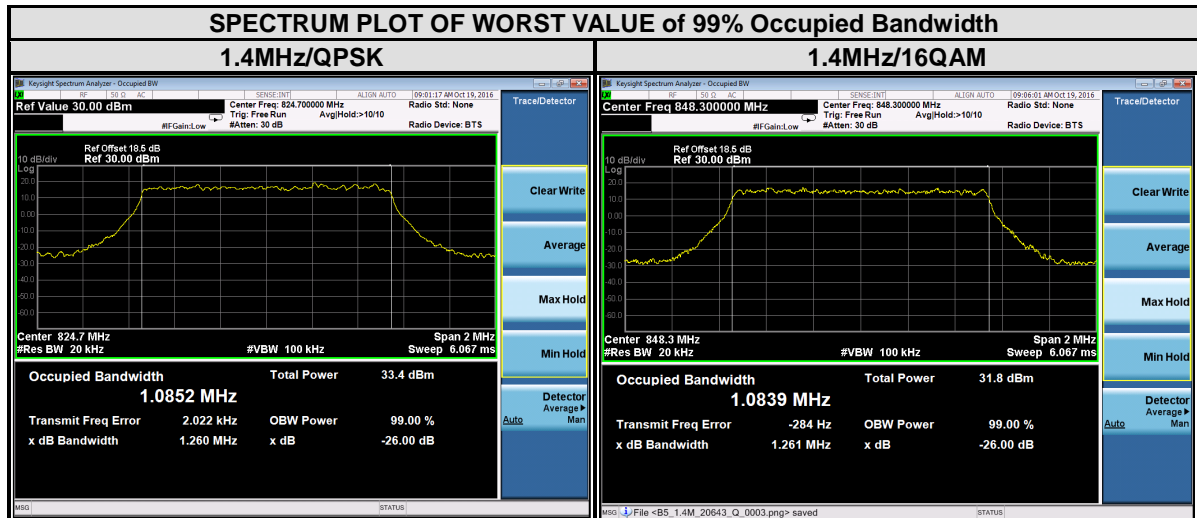 SPECTRUM PLOT OF WORST VALUE of 99% Occupied Bandwidth
1.4MHz/QPSK
Keysight Spectrum Analyzer - Occupied BW
RF 50 Ω AC SENSE:INT ALIGN AUTO 09:01:17 AM Oct 19, 2016
Ref Value 30.00 dBm
Center Freq: 824.700000 MHz
Radio Std: None
Trig: Free Run Avg|Hold:>10/10
#IFGain:Low #Atten: 30 dB Radio Device: BTS
Ref Offset 18.5 dB
10 dB/div Ref 30.00 dBm
Log
20.0
10.0
0.00
-10.0
-20.0
-30.0
-40.0
-50.0
-60.0
Center 824.7 MHz Span 2 MHz
#Res BW 20 kHz #VBW 100 kHz Sweep 6.067 ms
Occupied Bandwidth Total Power 33.4 dBm
1.0852 MHz
Transmit Freq Error 2.022 kHz OBW Power 99.00 %
x dB Bandwidth 1.260 MHz x dB -26.00 dB
MSG STATUS
Trace/Detector
Clear Write
Average
Max Hold
Min Hold
Detector
Average▶
Auto Man
1.4MHz/16QAM
Keysight Spectrum Analyzer - Occupied BW
RF 50 Ω AC SENSE:INT ALIGN AUTO 09:06:01 AM Oct 19, 2016
Center Freq 848.300000 MHz
Center Freq: 848.300000 MHz
Radio Std: None
Trig: Free Run Avg|Hold:>10/10
#IFGain:Low #Atten: 30 dB Radio Device: BTS
Ref Offset 18.5 dB
10 dB/div Ref 30.00 dBm
Log
20.0
10.0
0.00
-10.0
-20.0
-30.0
-40.0
-50.0
-60.0
Center 848.3 MHz Span 2 MHz
#Res BW 20 kHz #VBW 100 kHz Sweep 6.067 ms
Occupied Bandwidth Total Power 31.8 dBm
1.0839 MHz
Transmit Freq Error -284 Hz OBW Power 99.00 %
x dB Bandwidth 1.261 MHz x dB -26.00 dB
MSG File <B5_1.4M_20643_Q_0003.png> saved STATUS
Trace/Detector
Clear Write
Average
Max Hold
Min Hold
Detector
Average▶
Auto Man